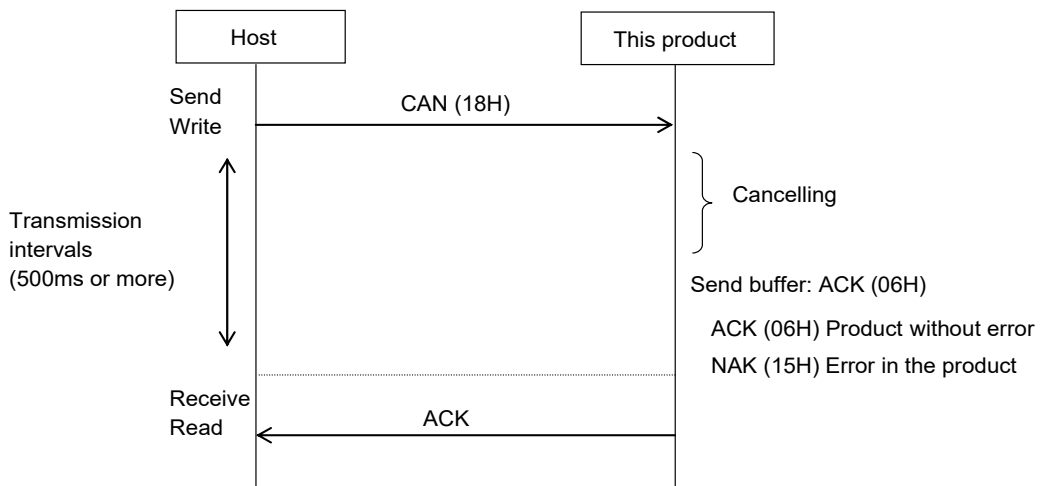 Host
This product
Send
Write
CAN (18H)
Cancelling
Transmission
intervals
(500ms or more)
Send buffer: ACK (06H)
ACK (06H) Product without error
NAK (15H) Error in the product
Receive
Read
ACK